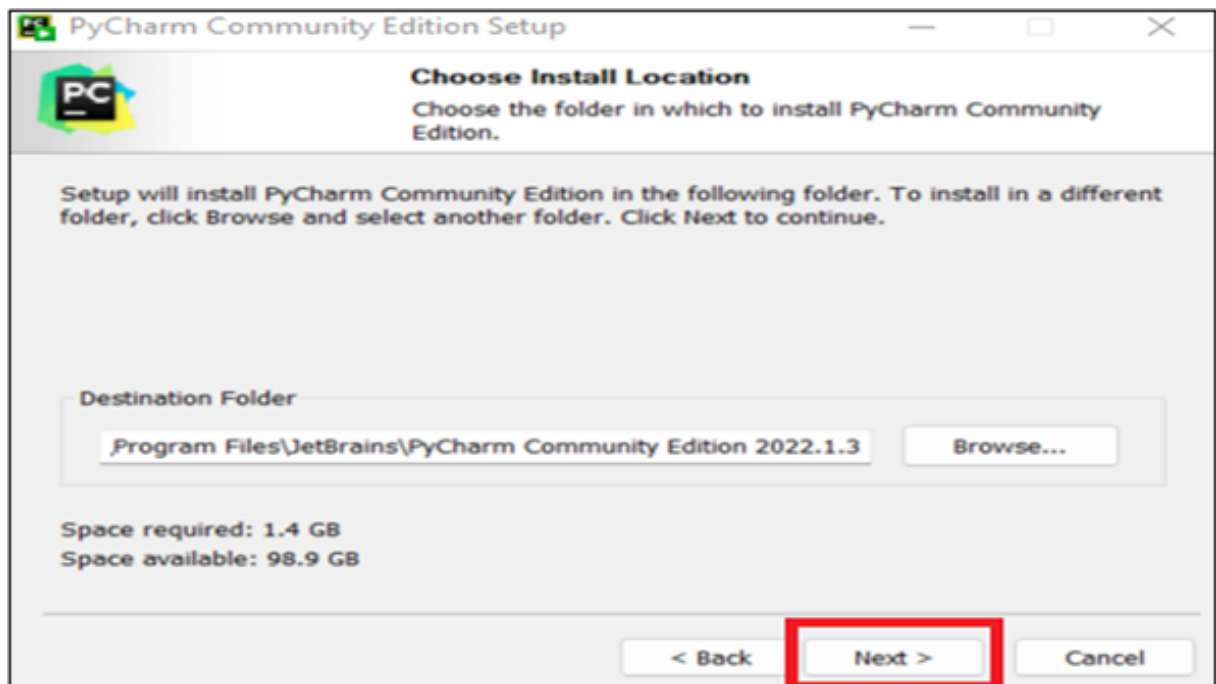 PyCharm Community Edition Setup
PC
Choose Install Location
Choose the folder in which to install PyCharm Community
Edition.
Setup will install PyCharm Community Edition in the following folder. To install in a different
folder, click Browse and select another folder. Click Next to continue.
Destination Folder
Program Files\JetBrains\PyCharm Community Edition 2022.1.3
Browse...
Space required: 1.4 GB
Space available: 98.9 GB
< Back
Next >
Cancel